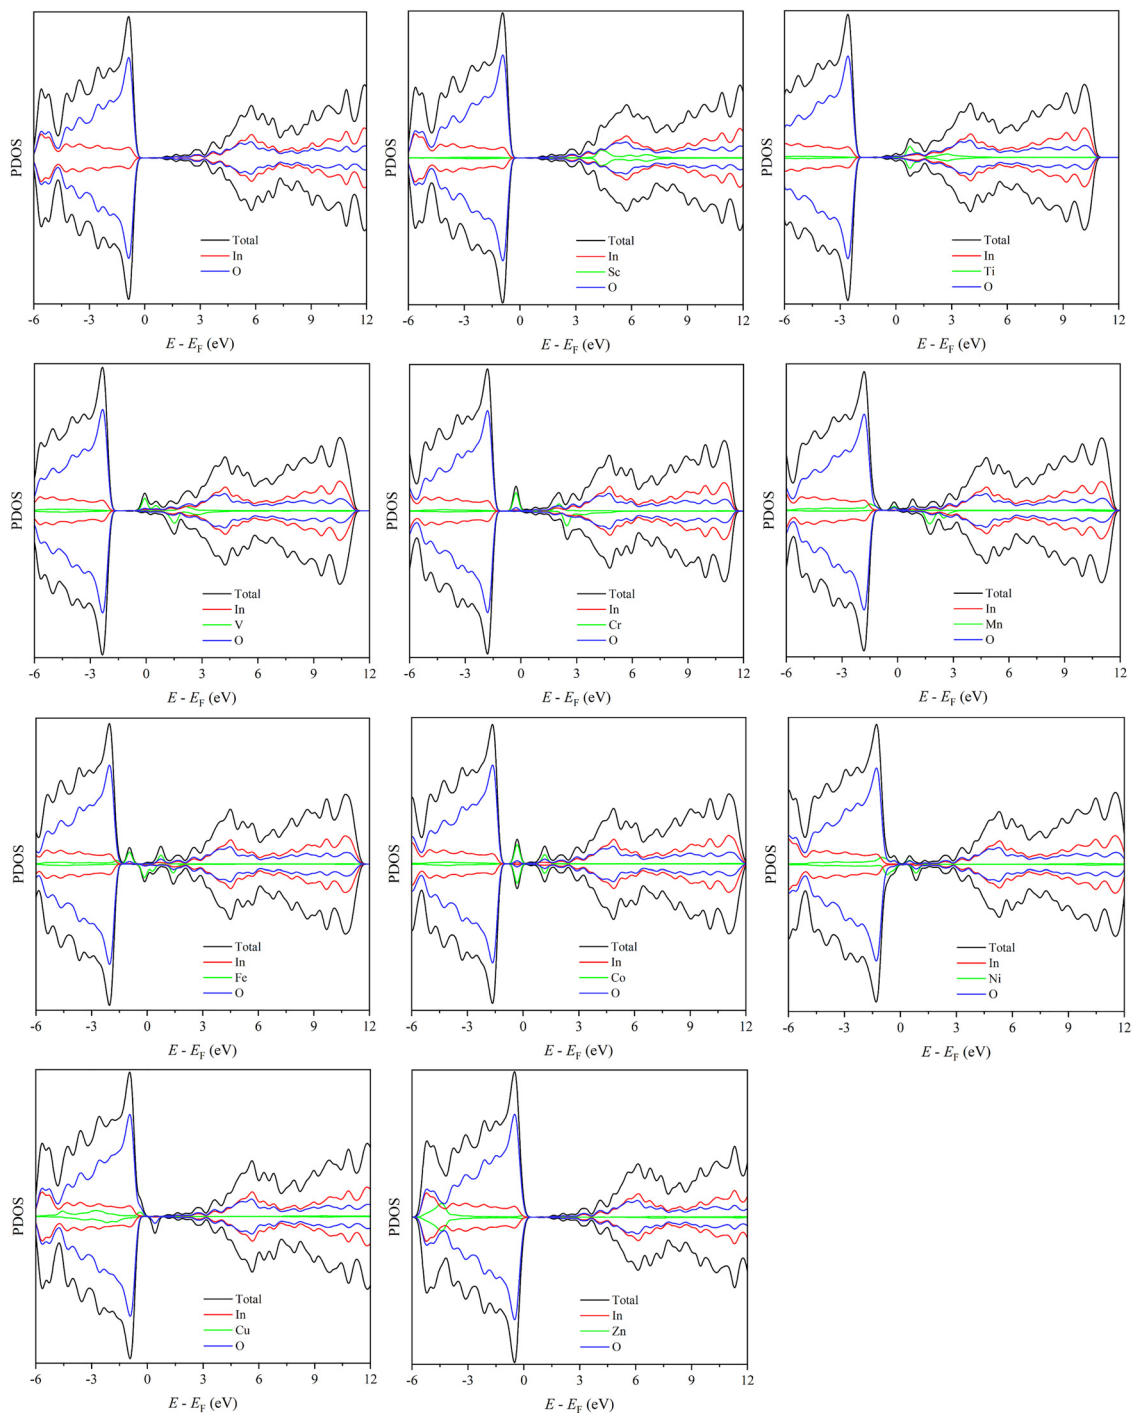 PDOS
Total
In
O
-6 -3 0 3 6 9 12
E - EF (eV)
PDOS
Total
In
Sc
O
-6 -3 0 3 6 9 12
E - EF (eV)
PDOS
Total
In
Ti
O
-6 -3 0 3 6 9 12
E - EF (eV)
PDOS
Total
In
V
O
-6 -3 0 3 6 9 12
E - EF (eV)
PDOS
Total
In
Cr
O
-6 -3 0 3 6 9 12
E - EF (eV)
PDOS
Total
In
Mn
O
-6 -3 0 3 6 9 12
E - EF (eV)
PDOS
Total
In
Fe
O
-6 -3 0 3 6 9 12
E - EF (eV)
PDOS
Total
In
Co
O
-6 -3 0 3 6 9 12
E - EF (eV)
PDOS
Total
In
Ni
O
-6 -3 0 3 6 9 12
E - EF (eV)
PDOS
Total
In
Cu
O
-6 -3 0 3 6 9 12
E - EF (eV)
PDOS
Total
In
Zn
O
-6 -3 0 3 6 9 12
E - EF (eV)